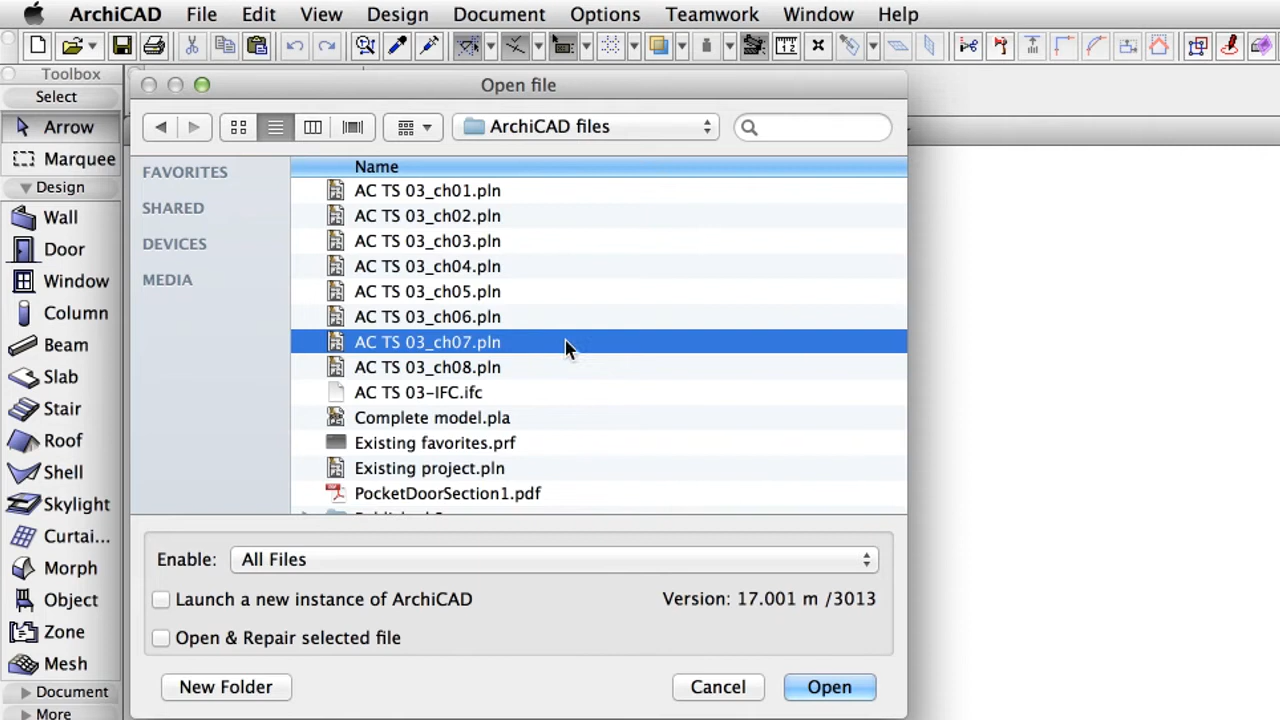 ArchiCAD File Edit View Design Document Options Teamwork Window Help
Toolbox
Select
Arrow
Marquee
Design
Wall
Door
Window
Column
Beam
Slab
Stair
Roof
Shell
Skylight
Curtai...
Morph
Object
Zone
Mesh
Document
More
Open file
ArchiCAD files
FAVORITES
SHARED
DEVICES
MEDIA
Name
AC TS 03_ch01.pln
AC TS 03_ch02.pln
AC TS 03_ch03.pln
AC TS 03_ch04.pln
AC TS 03_ch05.pln
AC TS 03_ch06.pln
AC TS 03_ch07.pln
AC TS 03_ch08.pln
AC TS 03-IFC.ifc
Complete model.pla
Existing favorites.prf
Existing project.pln
PocketDoorSection1.pdf
Enable: All Files
Launch a new instance of ArchiCAD Version: 17.001 m /3013
Open & Repair selected file
New Folder Cancel Open